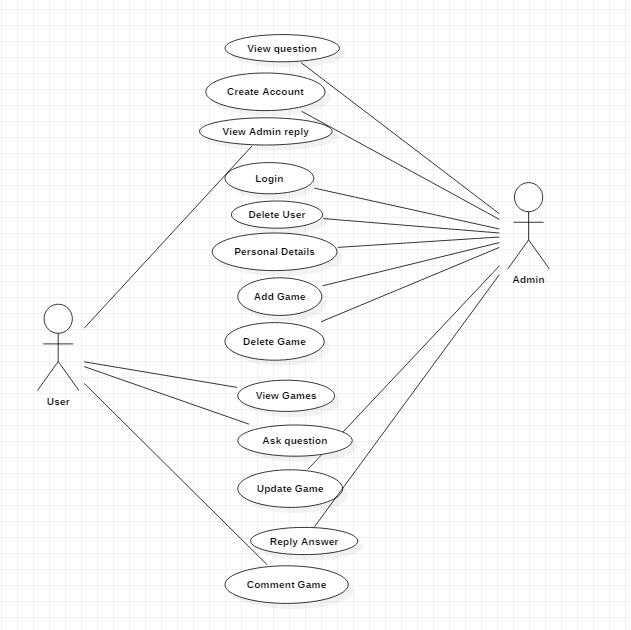 View question
Create Account
View Admin reply
Login
Delete User
Personal Details
Admin
Add Game
Delete Game
View Games
User
Ask question
Update Game
Reply Answer
Comment Game